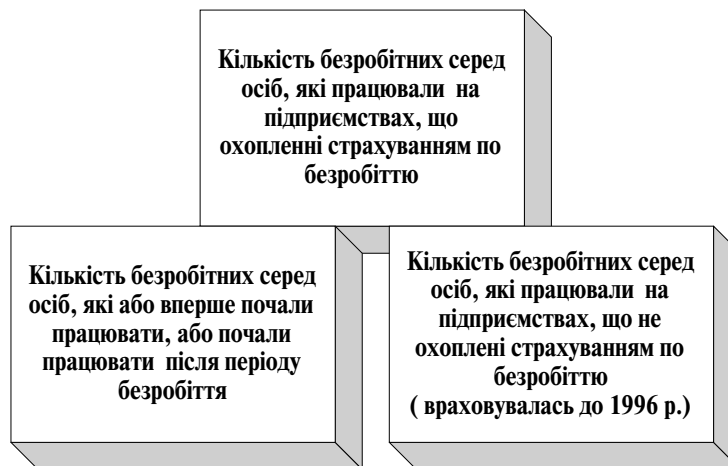 Кількість безробітних серед
осіб, які працювали на
підприємствах, що
охопленні страхуванням по
безробіттю
Кількість безробітних серед
осіб, які або вперше почали
працювати, або почали
працювати після періоду
безробіття
Кількість безробітних серед
осіб, які працювали на
підприємствах, що не
охоплені страхуванням по
безробіттю
( враховувалась до 1996 р.)